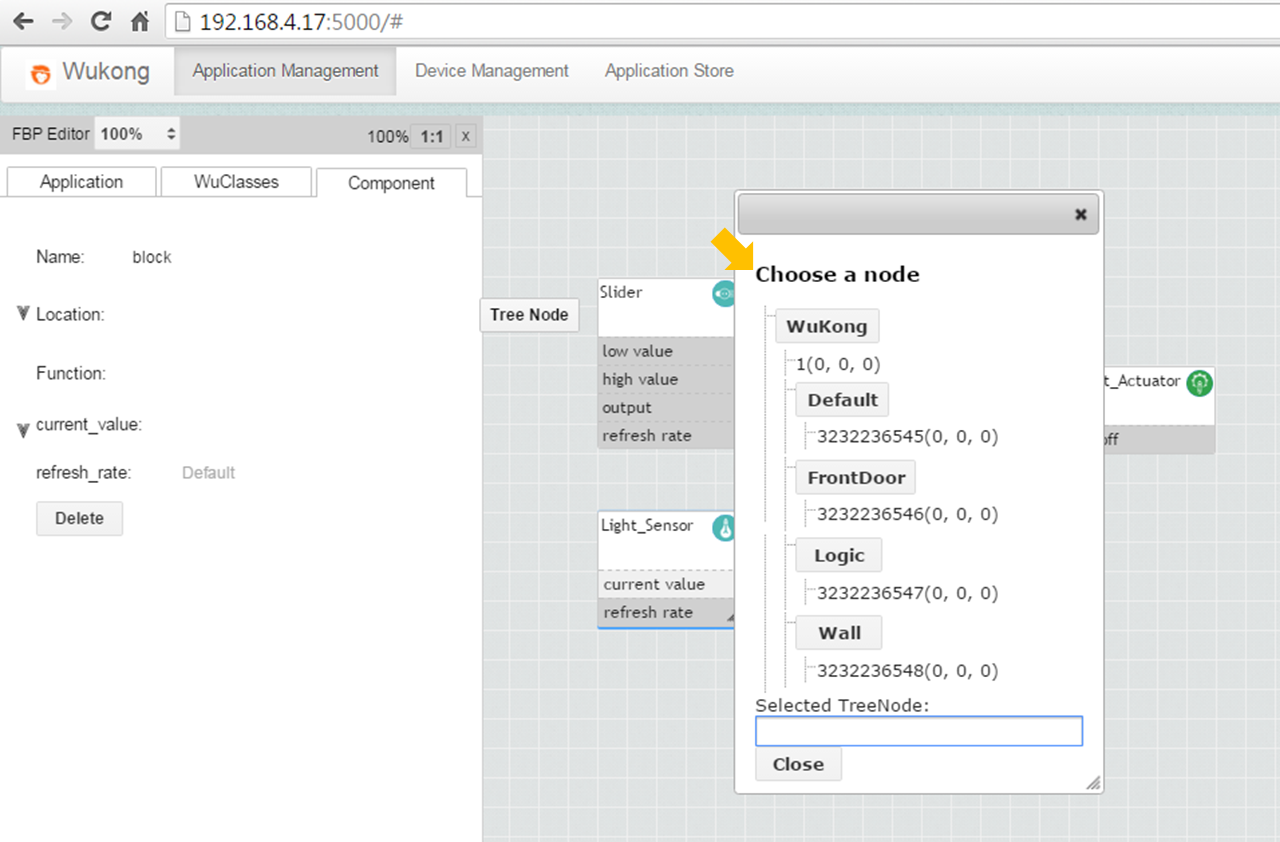 192.168.4.17:5000/#
Wukong
Application Management
Device Management
Application Store
FBP Editor
100%
100%
1:1
x
Application
WuClasses
Component
Name:
block
Location:
Function:
current_value:
refresh_rate:
Default
Delete
Tree Node
Slider
low value
high value
output
refresh rate
Light_Sensor
current value
refresh rate
t_Actuator
off
Choose a node
WuKong
1(0, 0, 0)
Default
3232236545(0, 0, 0)
FrontDoor
3232236546(0, 0, 0)
Logic
3232236547(0, 0, 0)
Wall
3232236548(0, 0, 0)
Selected TreeNode:
Close